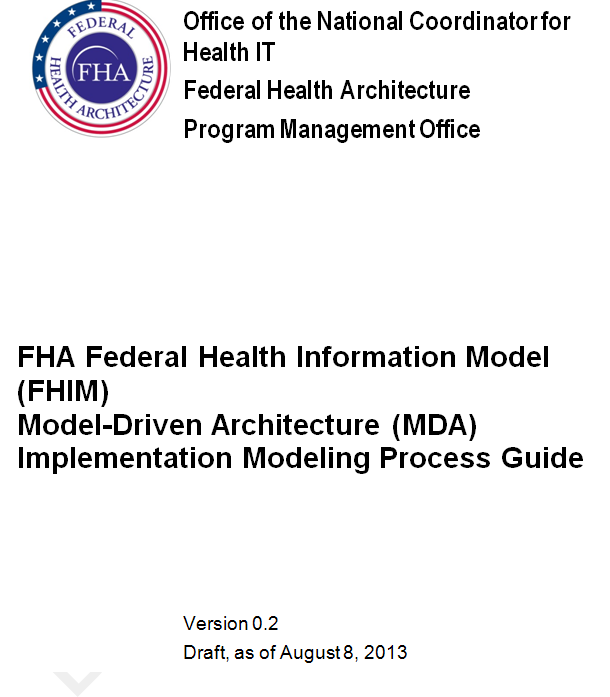 FEDERAL
FHA
HEALTH ARCHITECTURE
Office of the National Coordinator for
Health IT
Federal Health Architecture
Program Management Office
FHA Federal Health Information Model
(FHIM)
Model-Driven Architecture (MDA)
Implementation Modeling Process Guide
Version 0.2
Draft, as of August 8, 2013